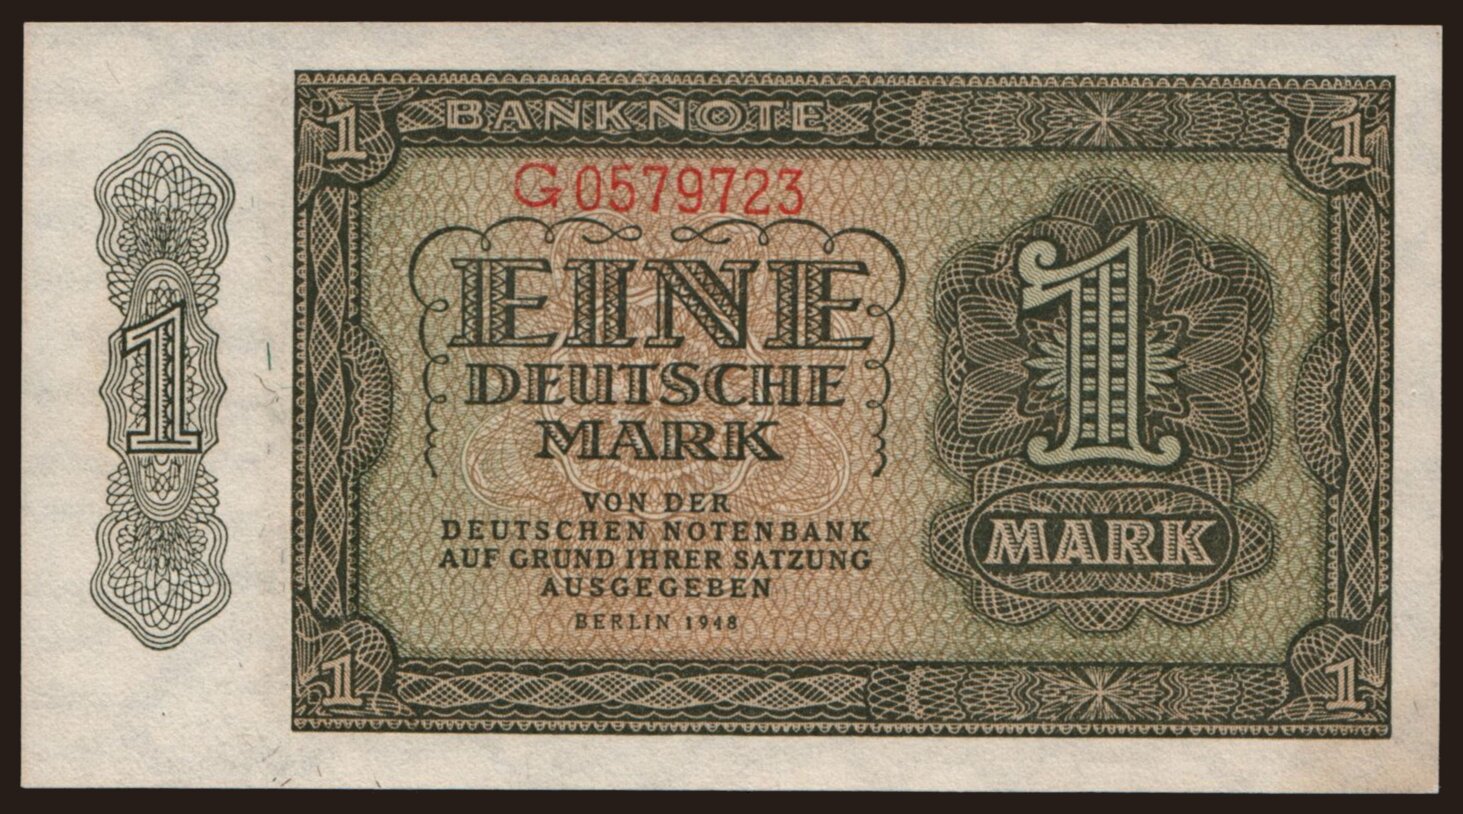 1 BANKNOTE 1
G 0579723
EINE
DEUTSCHE
MARK
1
1
VON DER
DEUTSCHEN NOTENBANK
AUF GRUND IHRER SATZUNG
AUSGEGEBEN
BERLIN 1948
MARK
1 1